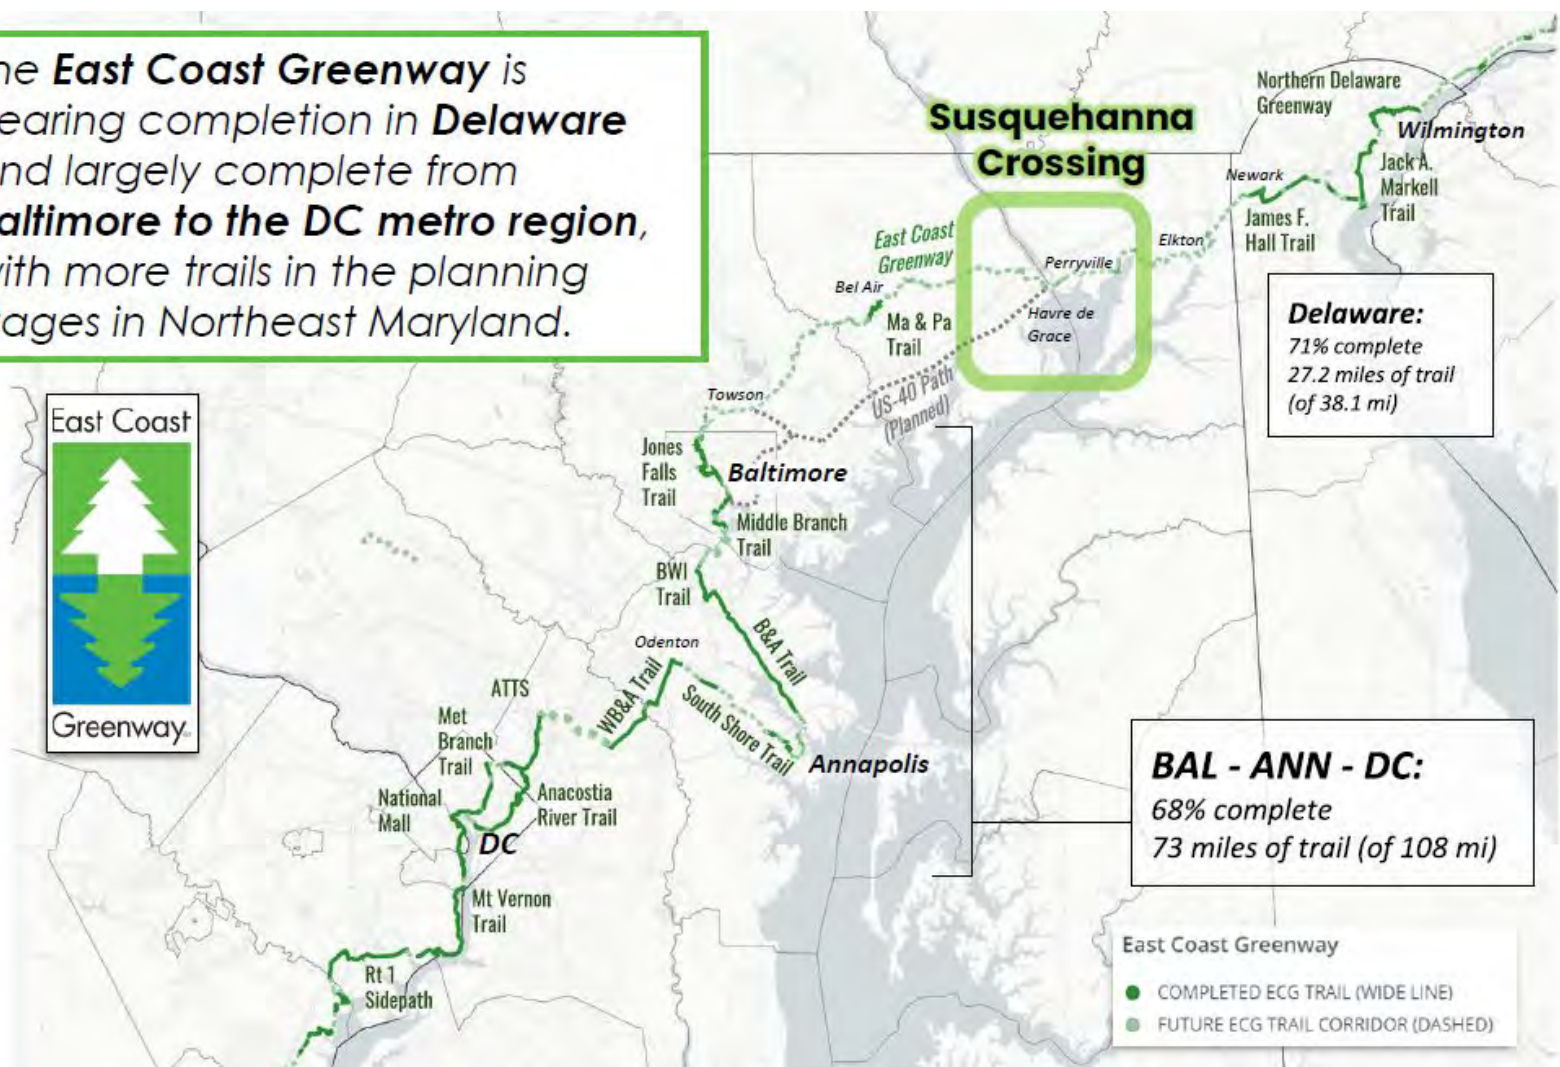 he East Coast Greenway is
earing completion in Delaware
nd largely complete from
altimore to the DC metro region,
with more trails in the planning
tages in Northeast Maryland.
East Coast
Greenway
Susquehanna
Crossing
Northern Delaware
Greenway
Wilmington
Jack A.
Markell
Trail
Newark
James F.
Hall Trail
Elkton
Perryville
Havre de
Grace
East Coast
Greenway
Bel Air
Ma & Pa
Trail
US-40 Path
(Planned)
Delaware:
71% complete
27.2 miles of trail
(of 38.1 mi)
Towson
Jones
Falls
Trail
Baltimore
Middle Branch
Trail
BWI
Trail
B&A Trail
Odenton
WB&A Trail
South Shore Trail
Annapolis
ATTS
Met
Branch
Trail
National
Mall
Anacostia
River Trail
DC
Mt Vernon
Trail
Rt 1
Sidepath
BAL - ANN - DC:
68% complete
73 miles of trail (of 108 mi)
East Coast Greenway
COMPLETED ECG TRAIL (WIDE LINE)
FUTURE ECG TRAIL CORRIDOR (DASHED)